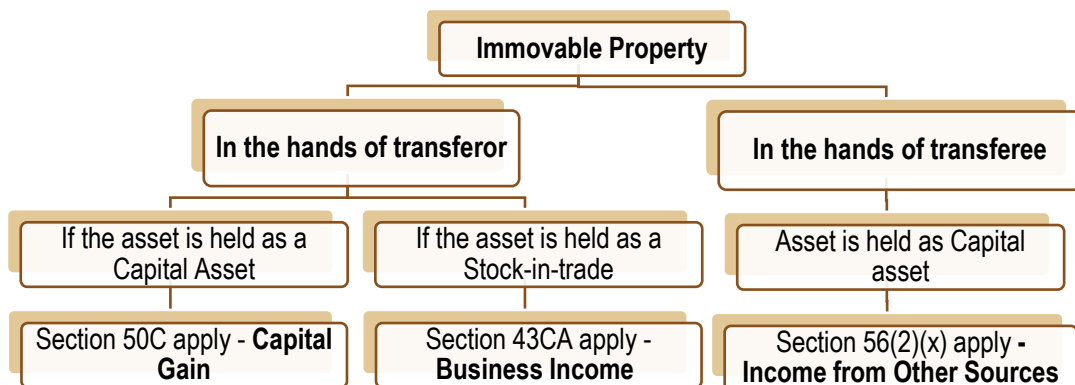 Immovable Property
In the hands of transferor
In the hands of transferee
If the asset is held as a
Capital Asset
If the asset is held as a
Stock-in-trade
Asset is held as Capital
asset
Section 50C apply - Capital
Gain
Section 43CA apply -
Business Income
Section 56(2)(x) apply -
Income from Other Sources